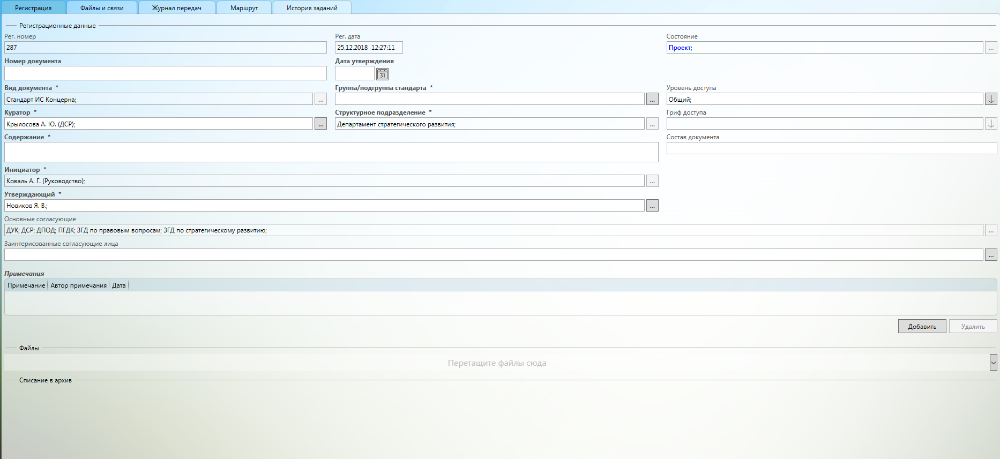 Регистрация Файлы и связи Журнал передач Маршрут История заданий
Регистрационные данные
Рег. номер Рег. дата Состояние
287 25.12.2018 12:27:11 Проект; ...
Номер документа Дата утверждения
31
Вид документа * Группа/подгруппа стандарта * Уровень доступа
Стандарт ИС Концерна; ... ... Общий;
Куратор * Структурное подразделение * Гриф доступа
Крылосова А. Ю. (ДСР); ... Департамент стратегического развития; ...
Содержание * Состав документа
Инициатор *
Коваль А. Г. (Руководство); ...
Утверждающий *
Новиков Я. В.; ...
Основные согласующие
ДУК; ДСР; ДПОД; ПГДК; ЗГД по правовым вопросам; ЗГД по стратегическому развитию; ...
Заинтерисованные согласующие лица
...
Примечания
Примечание Автор примечания Дата
Добавить Удалить
Файлы
Перетащите файлы сюда
Списание в архив